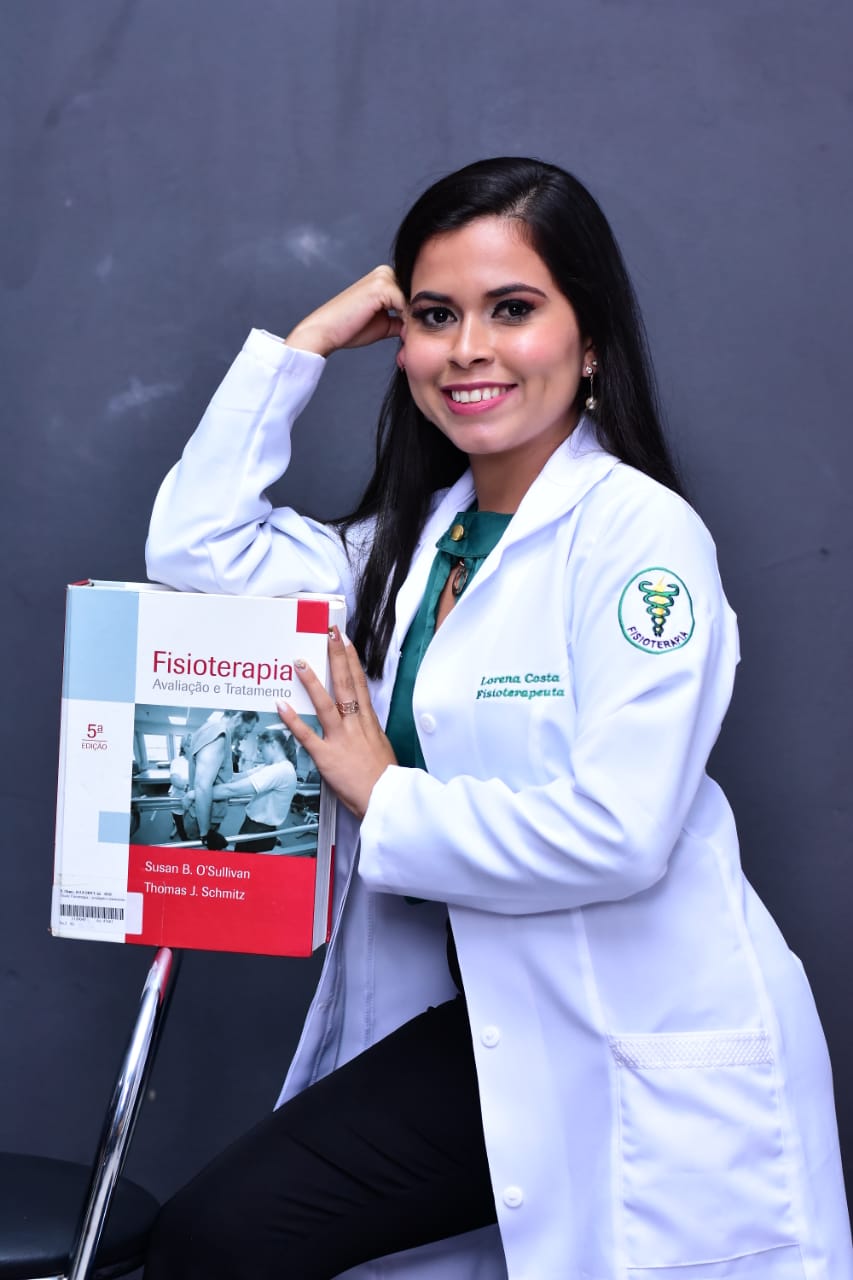 Fisioterapia
Avaliação e Tratamento
5ª
EDIÇÃO
Susan B. O'Sullivan
Thomas J. Schmitz
Lorena Costa
Fisioterapeuta
FISIOTERAPIA